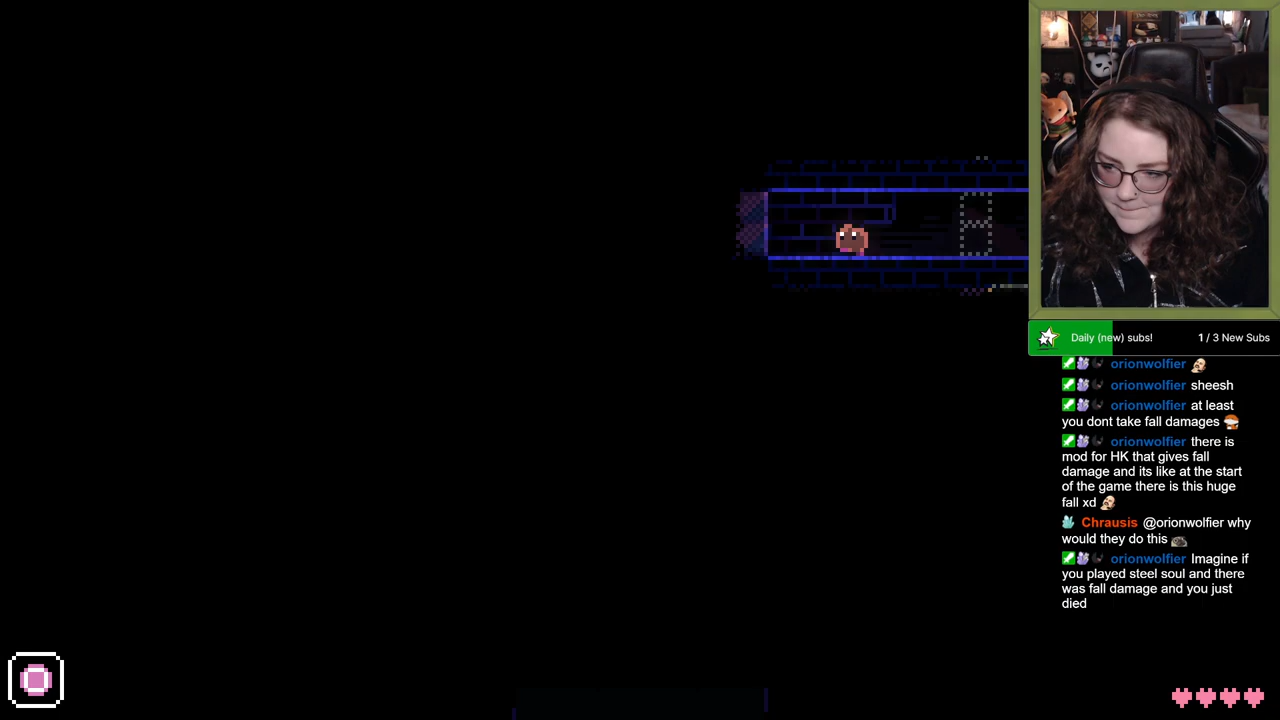 Daily (new) subs! 1 / 3 New Subs
orionwolfier
orionwolfier sheesh
orionwolfier at least
you dont take fall damages
orionwolfier there is
mod for HK that gives fall
damage and its like at the start
of the game there is this huge
fall xd
Chrausis @orionwolfier why
would they do this
orionwolfier Imagine if
you played steel soul and there
was fall damage and you just
died